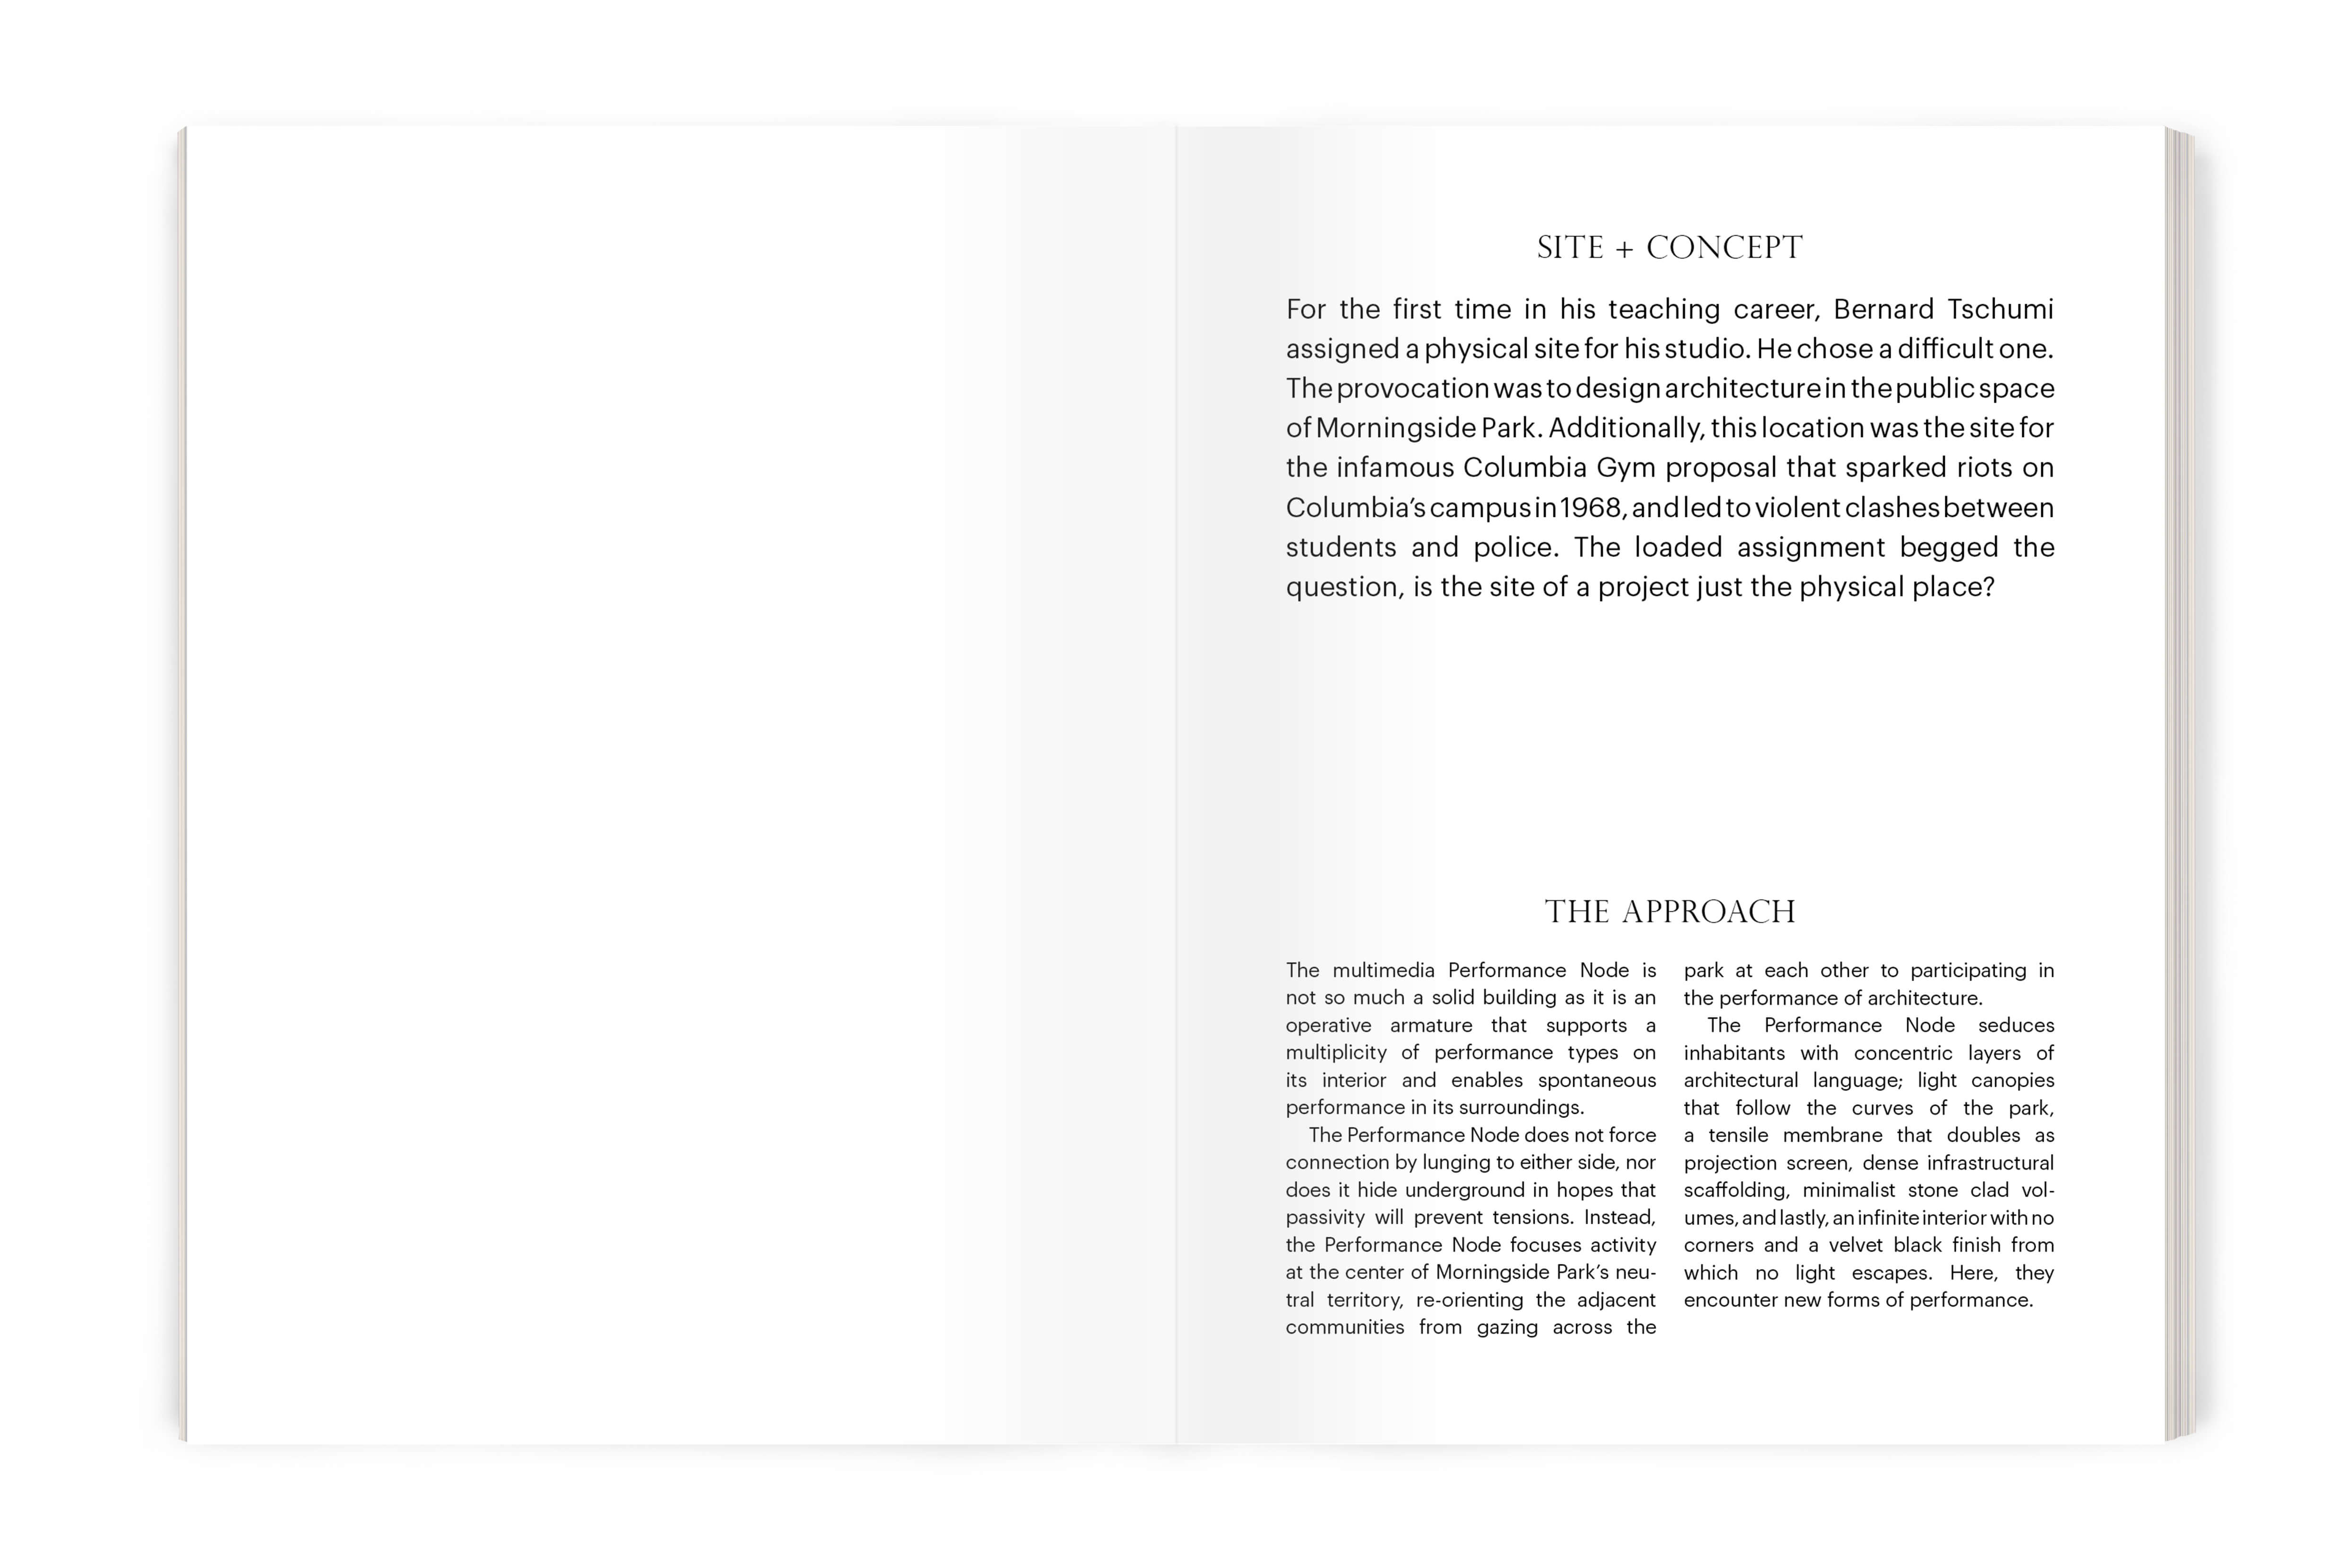 SITE + CONCEPT
For the first time in his teaching career, Bernard Tschumi
assigned a physical site for his studio. He chose a difficult one.
The provocation was to design architecture in the public space
of Morningside Park. Additionally, this location was the site for
the infamous Columbia Gym proposal that sparked riots on
Columbia’s campus in 1968, and led to violent clashes between
students and police. The loaded assignment begged the
question, is the site of a project just the physical place?
THE APPROACH
The multimedia Performance Node is
not so much a solid building as it is an
operative armature that supports a
multiplicity of performance types on
its interior and enables spontaneous
performance in its surroundings.
The Performance Node does not force
connection by lunging to either side, nor
does it hide underground in hopes that
passivity will prevent tensions. Instead,
the Performance Node focuses activity
at the center of Morningside Park’s neu-
tral territory, re-orienting the adjacent
communities from gazing across the
park at each other to participating in
the performance of architecture.
The Performance Node seduces
inhabitants with concentric layers of
architectural language; light canopies
that follow the curves of the park,
a tensile membrane that doubles as
projection screen, dense infrastructural
scaffolding, minimalist stone clad vol-
umes, and lastly, an infinite interior with no
corners and a velvet black finish from
which no light escapes. Here, they
encounter new forms of performance.